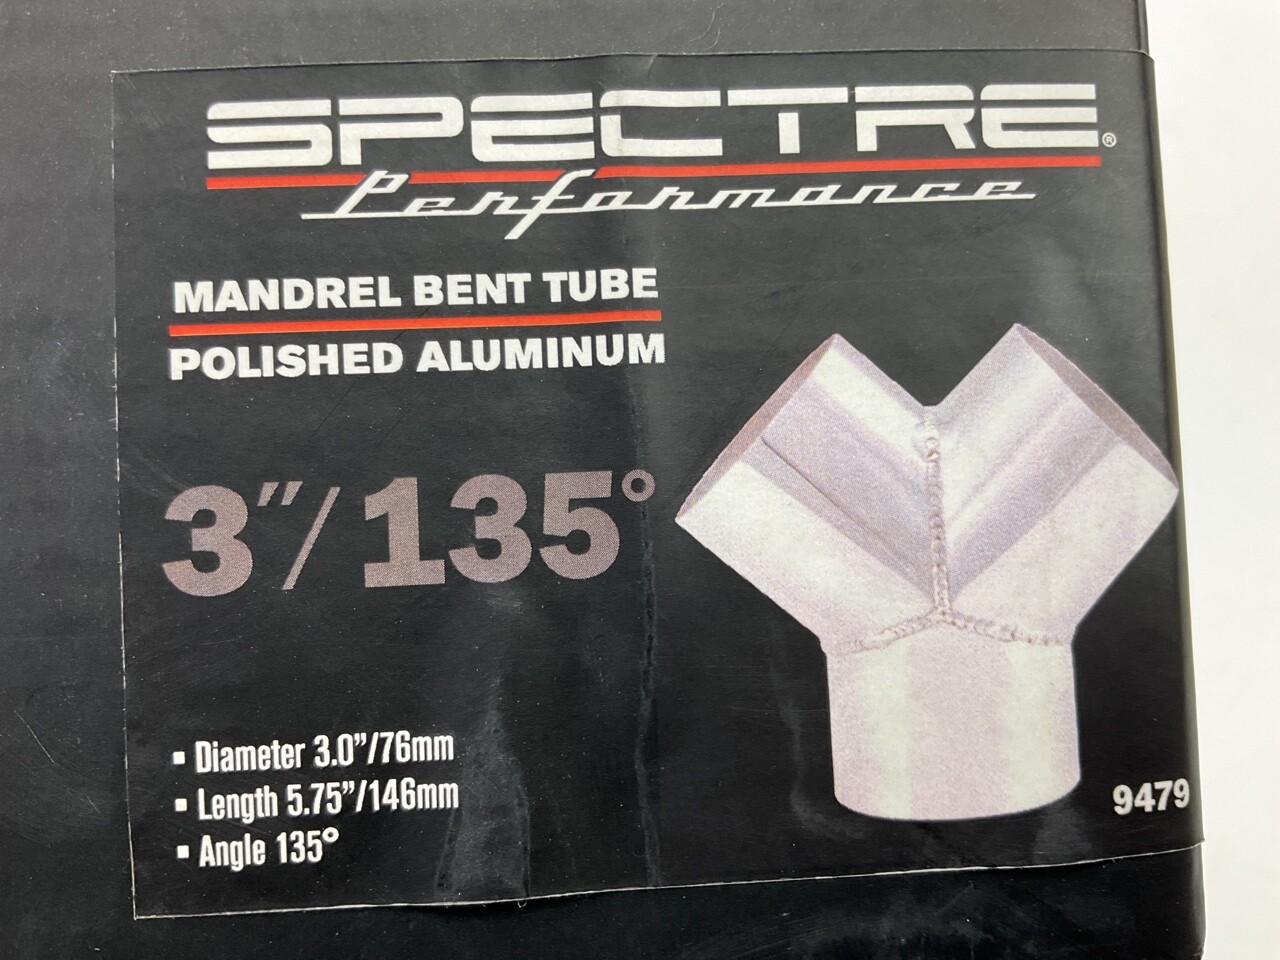 SPECTRE®
Performance
MANDREL BENT TUBE
POLISHED ALUMINUM
3"/135°
▪ Diameter 3.0”/76mm
▪ Length 5.75”/146mm
▪ Angle 135°
9479